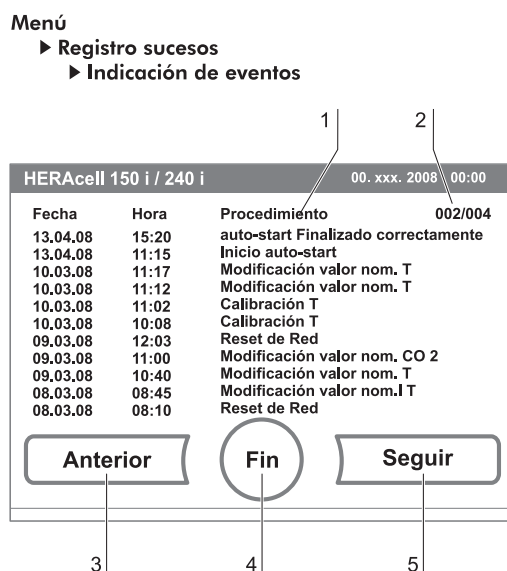 Menú
▶ Registro sucesos
▶ Indicación de eventos
1 2
HERAcell 150 i / 240 i 00. xxx. 2008 00:00
Fecha Hora Procedimiento 002/004
13.04.08 15:20 auto-start Finalizado correctamente
13.04.08 11:15 Inicio auto-start
10.03.08 11:17 Modificación valor nom. T
10.03.08 11:12 Modificación valor nom. T
10.03.08 11:02 Calibración T
10.03.08 10:08 Calibración T
09.03.08 12:03 Reset de Red
09.03.08 11:00 Modificación valor nom. CO 2
09.03.08 10:40 Modificación valor nom. T
08.03.08 08:45 Modificación valor nom.l T
08.03.08 08:10 Reset de Red
Anterior Fin Seguir
3 4 5